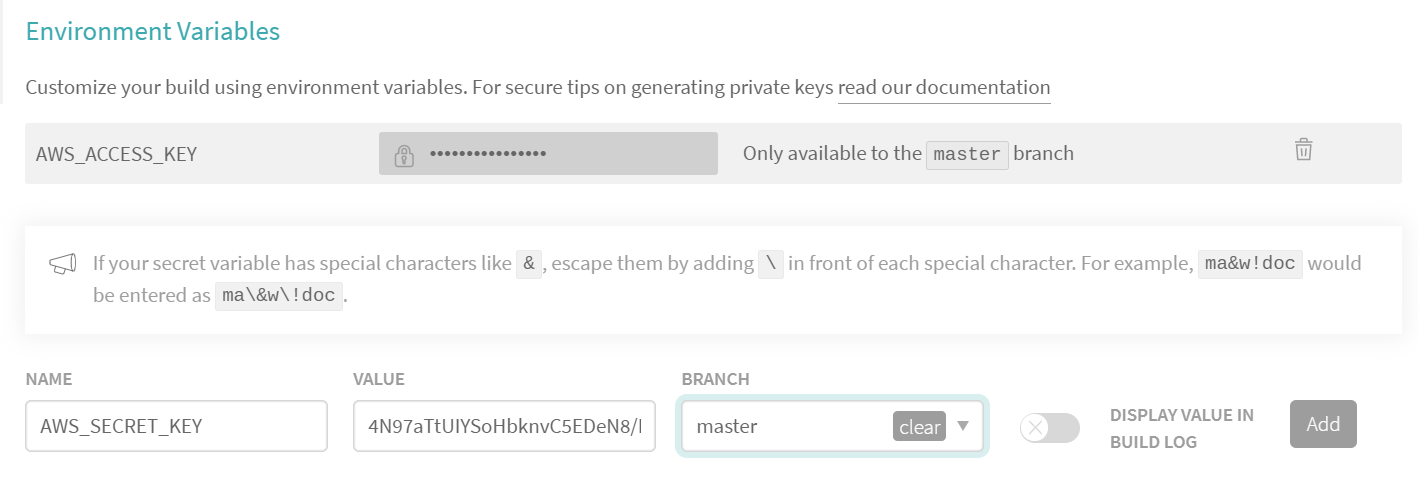 Environment Variables
Customize your build using environment variables. For secure tips on generating private keys read our documentation
AWS_ACCESS_KEY •••••••••••••••• Only available to the master branch
If your secret variable has special characters like &, escape them by adding \ in front of each special character. For example, ma&w!doc would
be entered as ma\&w\!doc.
NAME VALUE BRANCH
AWS_SECRET_KEY 4N97aTtUIYSoHbknvC5EDeN8/ master clear Add
DISPLAY VALUE IN
BUILD LOG